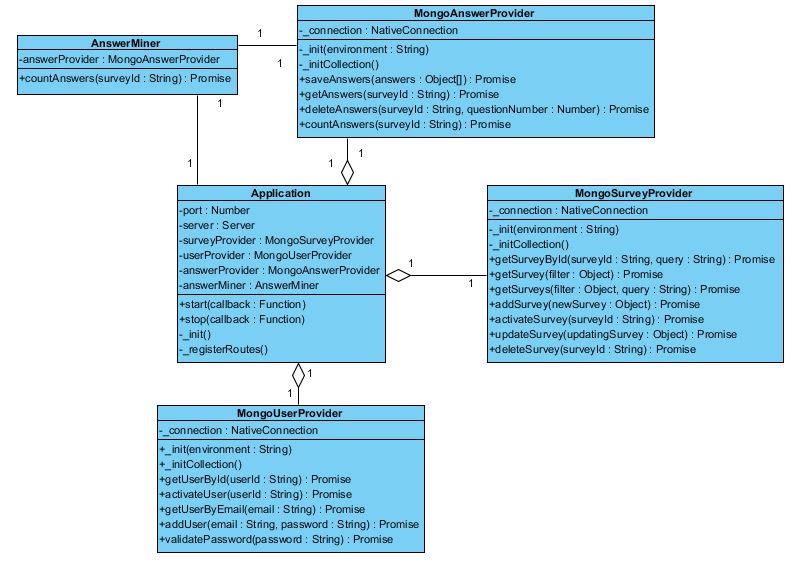 AnswerMiner
-answerProvider : MongoAnswerProvider
+countAnswers(surveyId : String) : Promise
1
1
MongoAnswerProvider
-_connection : NativeConnection
-_init(environment : String)
-_initCollection()
+saveAnswers(answers : Object[]) : Promise
+getAnswers(surveyId : String) : Promise
+deleteAnswers(surveyId : String, questionNumber : Number) : Promise
+countAnswers(surveyId : String) : Promise
1
1
1
1
Application
-port : Number
-server : Server
-surveyProvider : MongoSurveyProvider
-userProvider : MongoUserProvider
-answerProvider : MongoAnswerProvider
-answerMiner : AnswerMiner
+start(callback : Function)
+stop(callback : Function)
-_init()
-_registerRoutes()
1
1
MongoSurveyProvider
-_connection : NativeConnection
-_init(environment : String)
-_initCollection()
+getSurveyById(surveyId : String, query : String) : Promise
+getSurvey(filter : Object) : Promise
+getSurveys(filter : Object, query : String) : Promise
+addSurvey(newSurvey : Object) : Promise
+activateSurvey(surveyId : String) : Promise
+updateSurvey(updatingSurvey : Object) : Promise
+deleteSurvey(surveyId : String) : Promise
1
1
MongoUserProvider
-_connection : NativeConnection
+_init(environment : String)
+_initCollection()
+getUserById(userId : String) : Promise
+activateUser(userId : String) : Promise
+getUserByEmail(email : String) : Promise
+addUser(email : String, password : String) : Promise
+validatePassword(password : String) : Promise